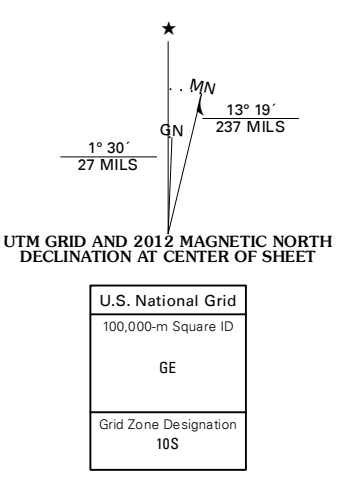 ★
MN
13° 19´
237 MILS
GN
1° 30´
27 MILS
UTM GRID AND 2012 MAGNETIC NORTH
DECLINATION AT CENTER OF SHEET
U.S. National Grid
100,000-m Square ID
GE
Grid Zone Designation
10S